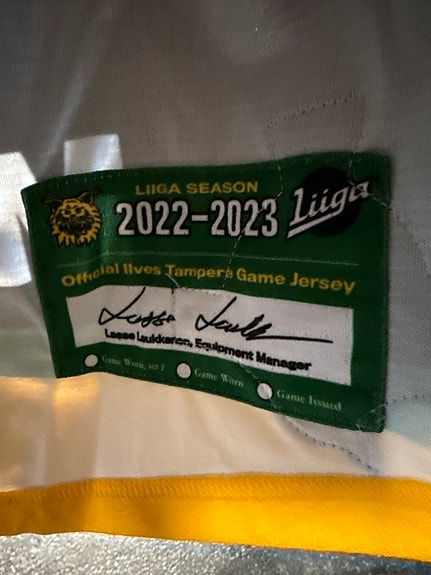 LIIGA SEASON
2022-2023
Liiga
Official Ilves Tampere Game Jersey
Lasse Laukkanen, Equipment Manager
Game Worn, set 1
Game Worn
Game Issued